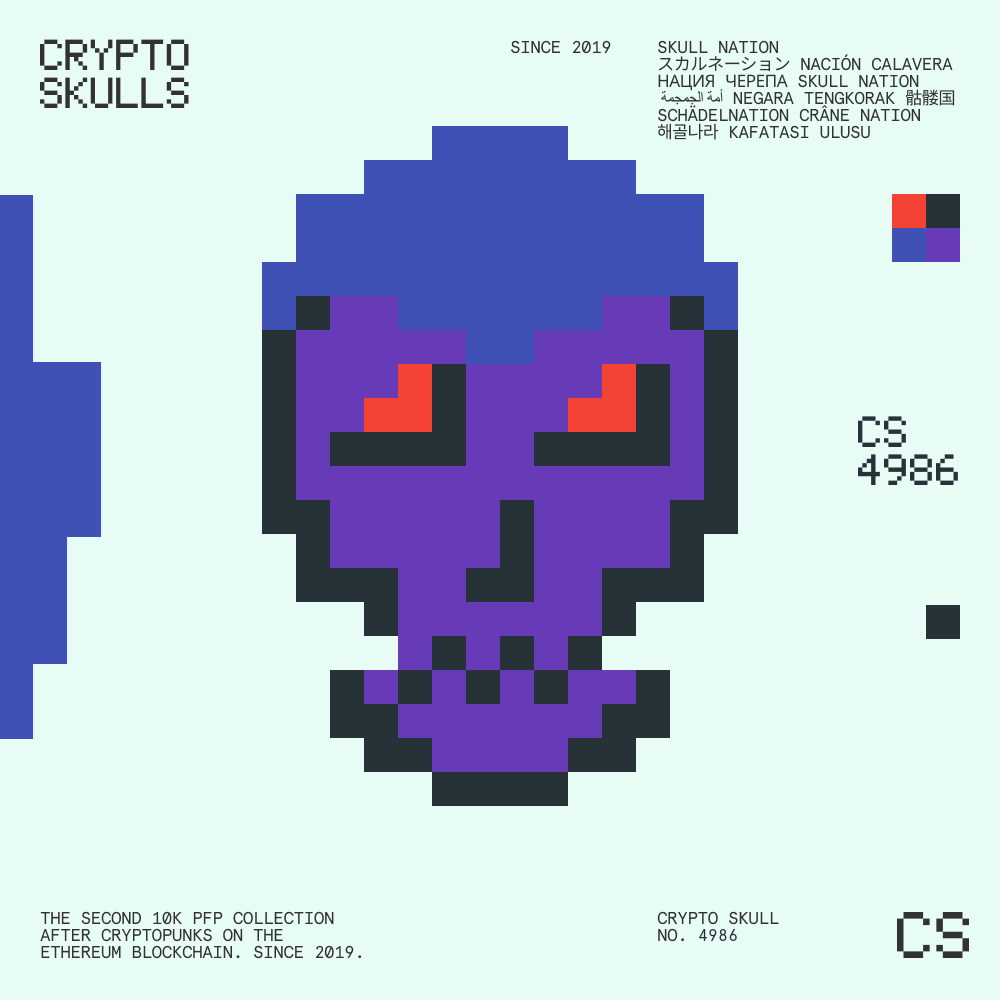 CRYPTO
SKULLS
SINCE 2019
SKULL NATION
スカルネーション NACIÓN CALAVERA
НАЦИЯ ЧЕРЕПА SKULL NATION
أمة الجمجمة NEGARA TENGKORAK 骷髅国
SCHÄDELNATION CRÂNE NATION
해골나라 KAFATASI ULUSU
CS
4986
THE SECOND 10K PFP COLLECTION
AFTER CRYPTOPUNKS ON THE
ETHEREUM BLOCKCHAIN. SINCE 2019.
CRYPTO SKULL
NO. 4986
CS